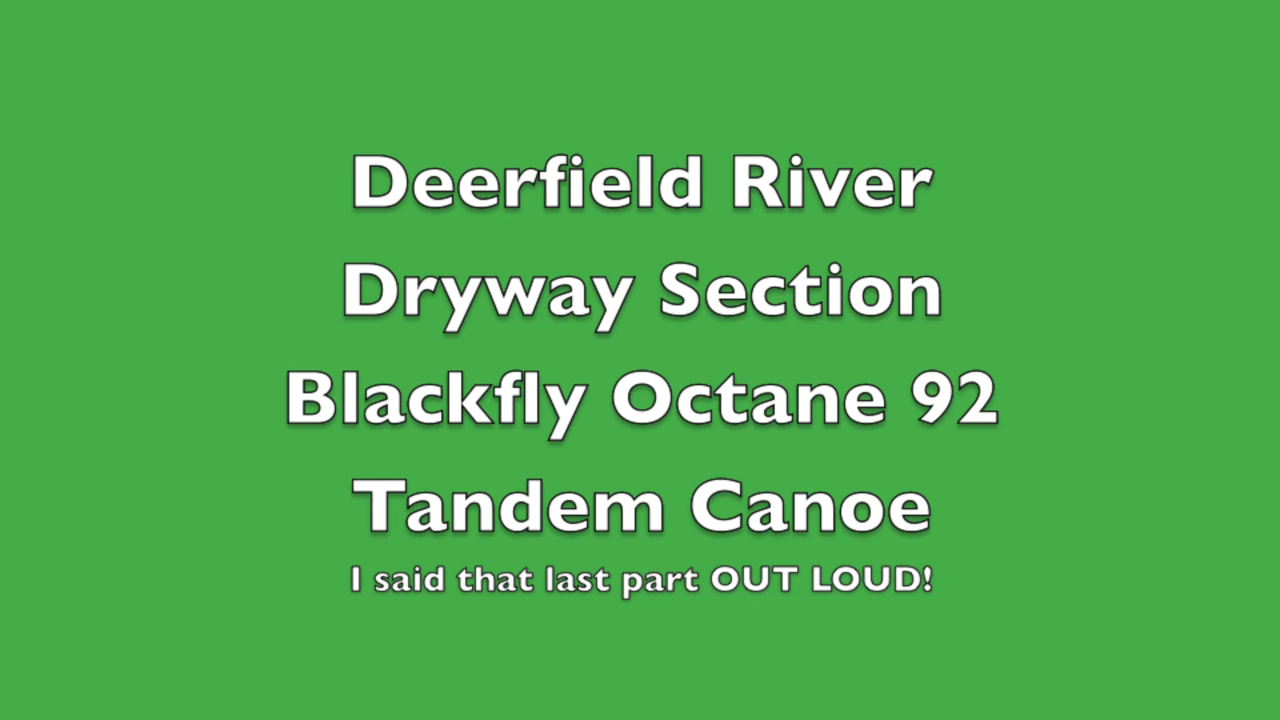 Deerfield River
Dryway Section
Blackfly Octane 92
Tandem Canoe
I said that last part OUT LOUD!